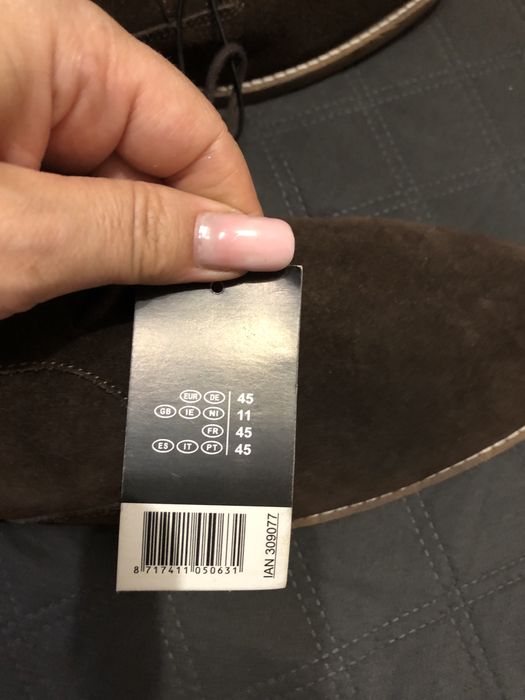 EUR DE 45
GB IE NI 11
FR 45
ES IT PT 45
8 717411 050631
IAN 309077